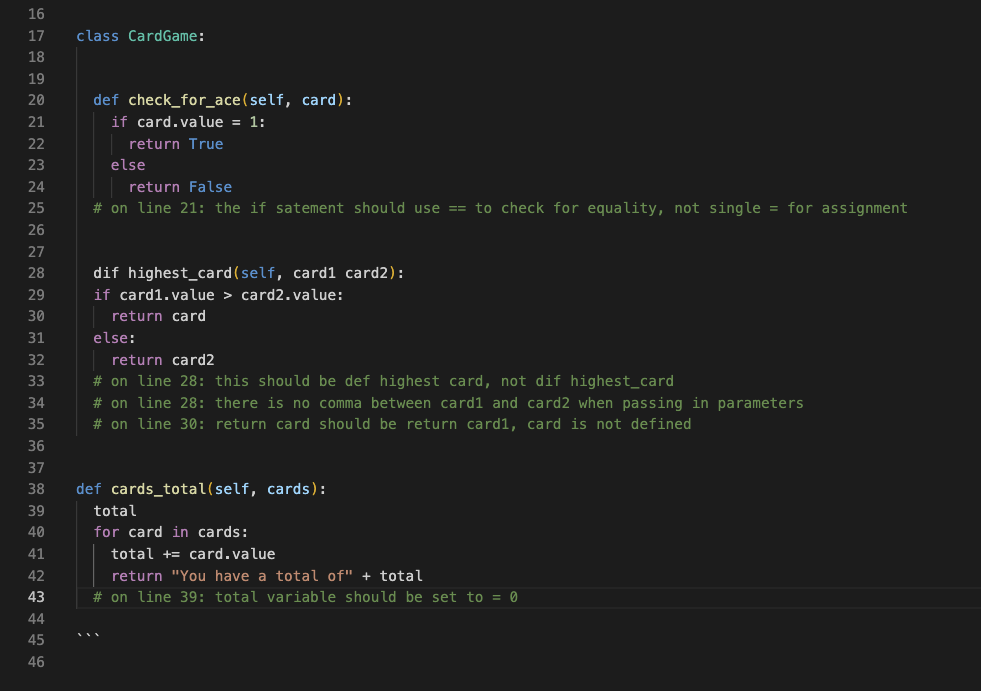 16
17 class CardGame:
18
19
20   def check_for_ace(self, card):
21     if card.value = 1:
22       return True
23     else
24       return False
25   # on line 21: the if satement should use == to check for equality, not single = for assignment
26
27
28   dif highest_card(self, card1 card2):
29   if card1.value > card2.value:
30     return card
31   else:
32     return card2
33   # on line 28: this should be def highest card, not dif highest_card
34   # on line 28: there is no comma between card1 and card2 when passing in parameters
35   # on line 30: return card should be return card1, card is not defined
36
37
38 def cards_total(self, cards):
39   total
40   for card in cards:
41     total += card.value
42     return "You have a total of" + total
43   # on line 39: total variable should be set to = 0
44
45 ```
46